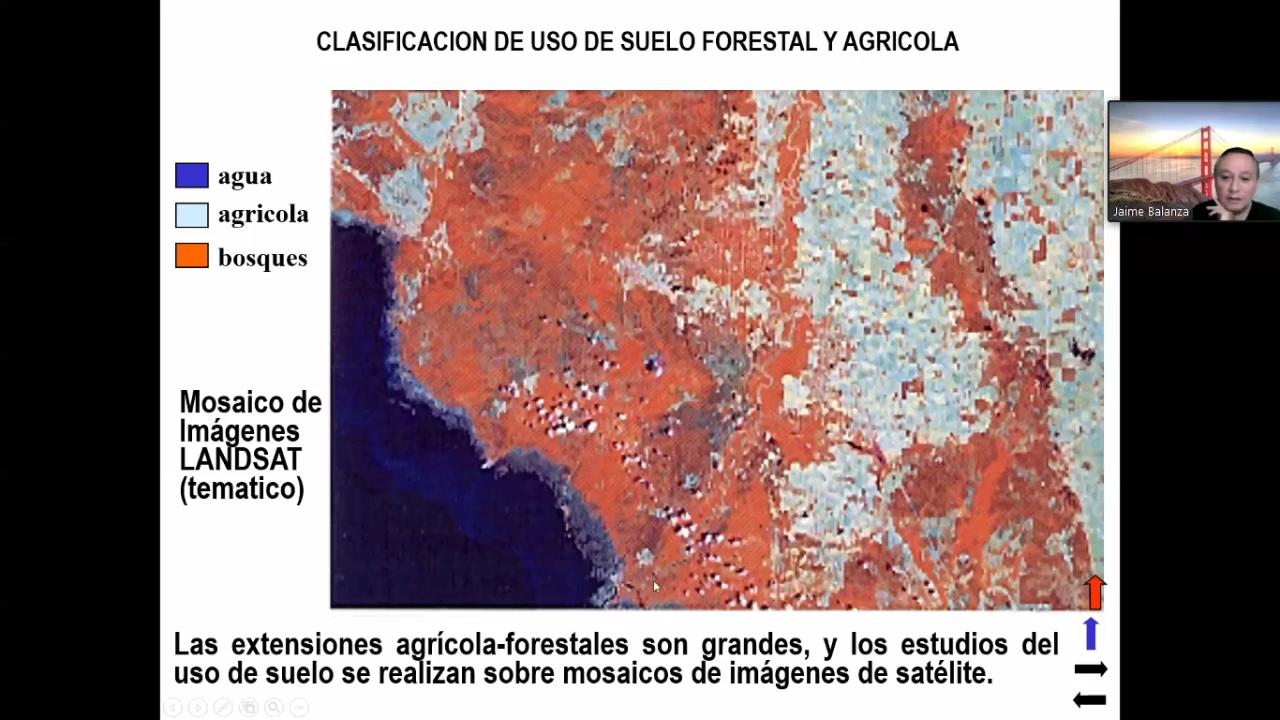 CLASIFICACION DE USO DE SUELO FORESTAL Y AGRICOLA
agua
agricola
bosques
Jaime Balanza
Mosaico de
Imágenes
LANDSAT
(tematico)
Las extensiones agrícola-forestales son grandes, y los estudios del
uso de suelo se realizan sobre mosaicos de imágenes de satélite.